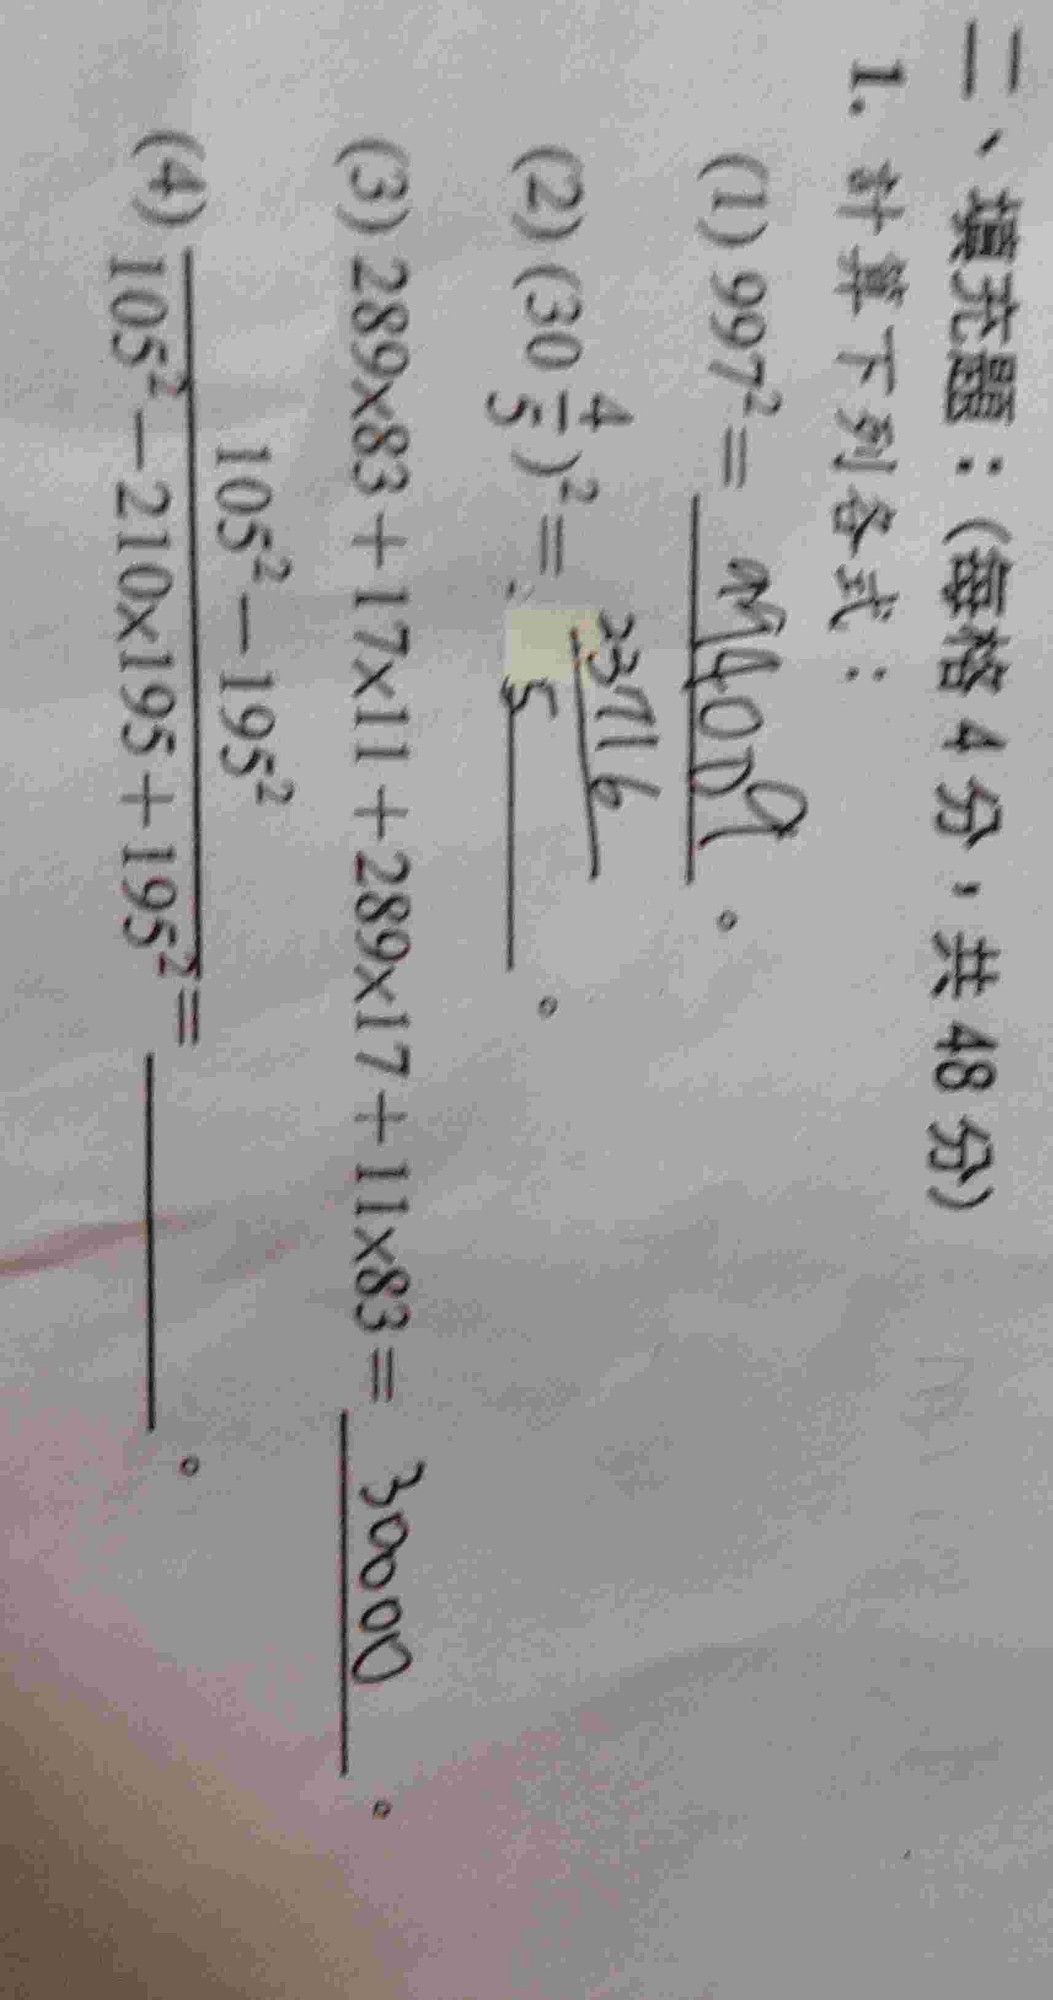 二、填充題：(每格 4 分，共 48 分)
1. 計算下列各式：
(1) 997² = 。
(2) (30 4/5)² = 23716/5 。
(3) 289×83+17×11+289×17+11×83 = 30000 。
(4) (105²−195²)/(105²−210×195+195²) = 。